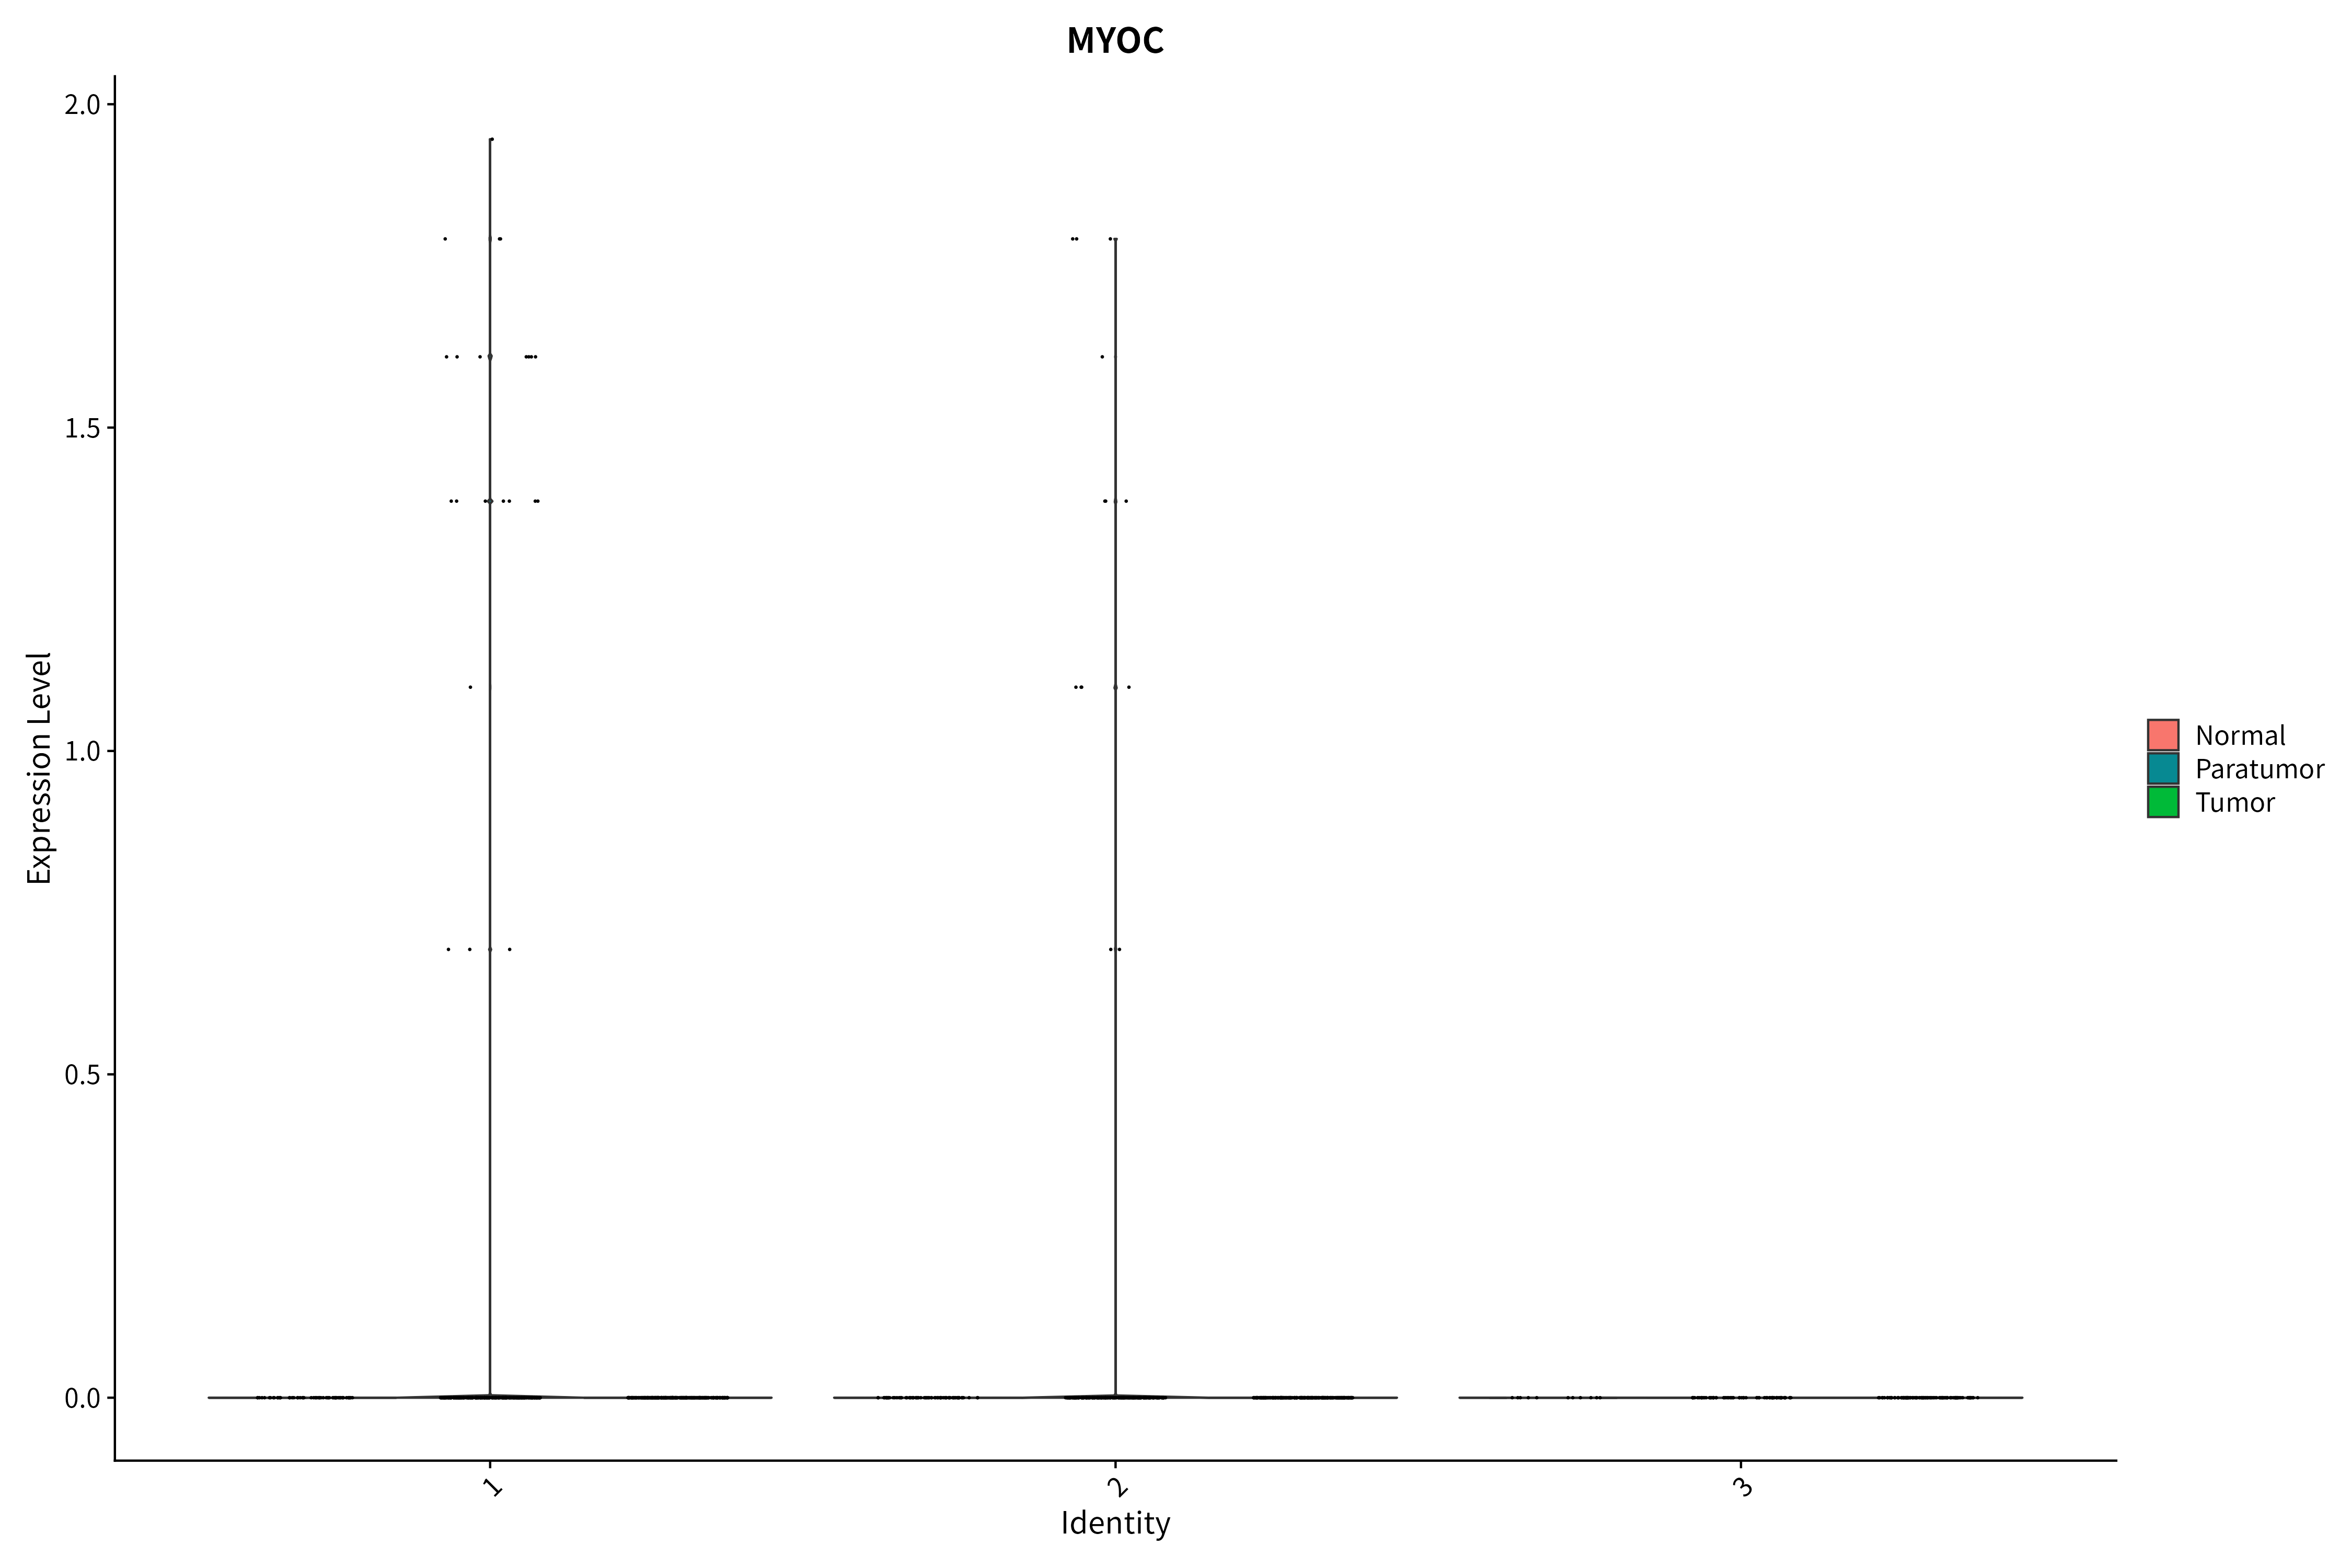 MYOC
2.0
1.5
1.0
0.5
0.0
Expression Level
1
2
3
Identity
Normal
Paratumor
Tumor